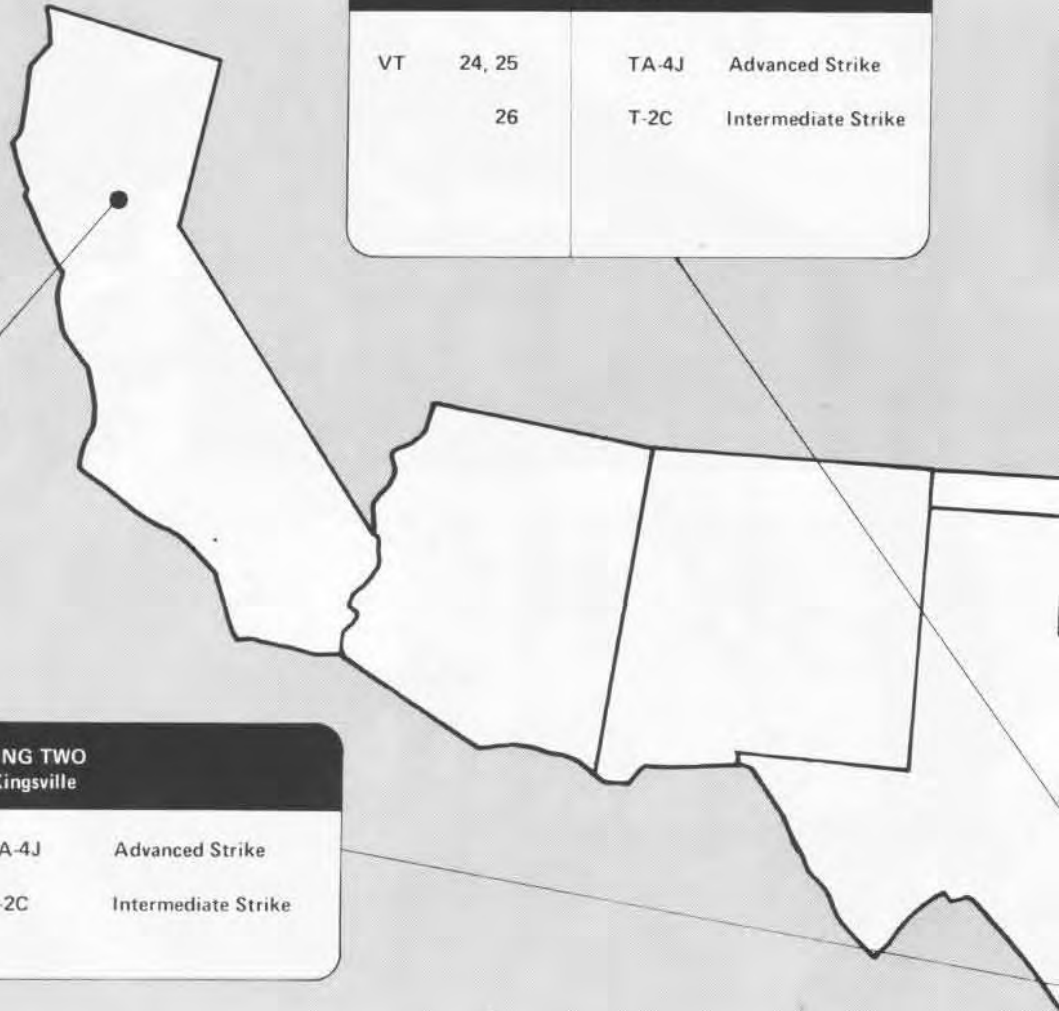 VT 24, 25 TA-4J Advanced Strike
26 T-2C Intermediate Strike
NG TWO
Kingsville
A-4J Advanced Strike
-2C Intermediate Strike